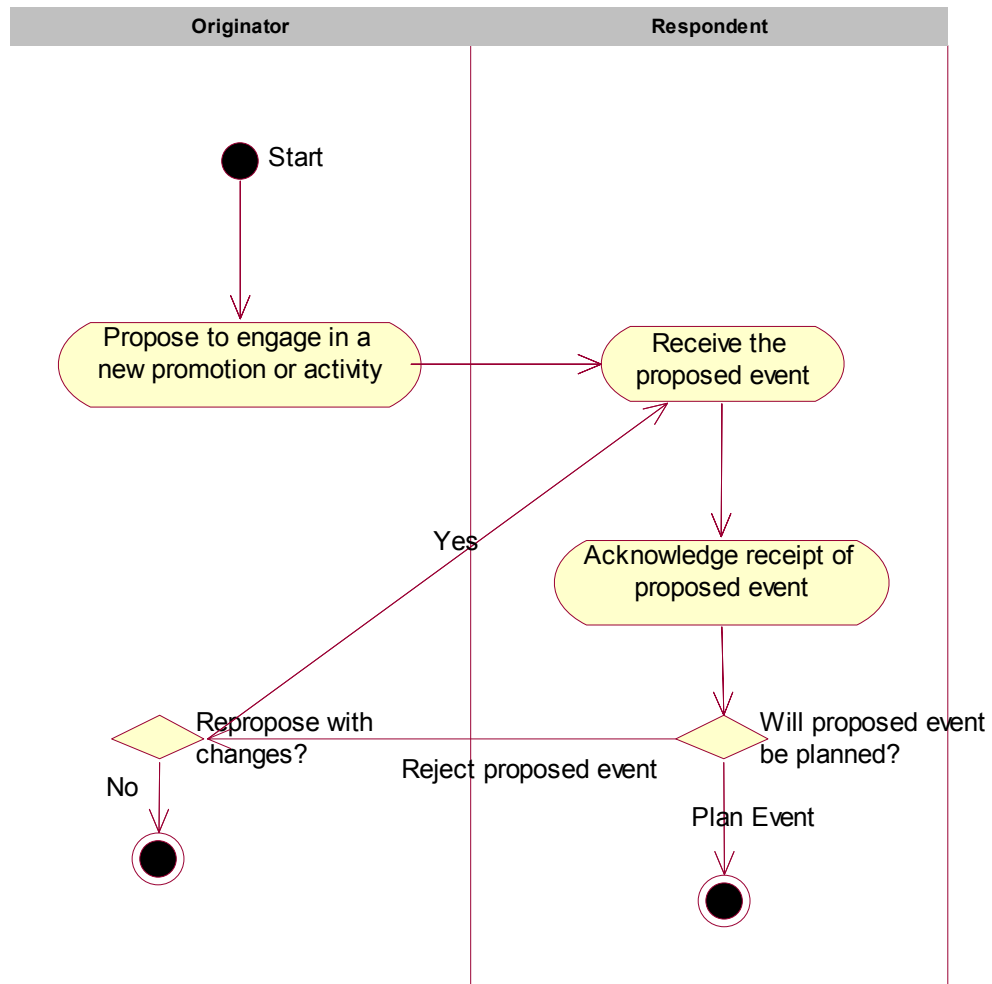 Originator
Respondent
Start
Propose to engage in a
new promotion or activity
Receive the
proposed event
Yes
Acknowledge receipt of
proposed event
Repropose with
changes?
Will proposed event
be planned?
Reject proposed event
No
Plan Event